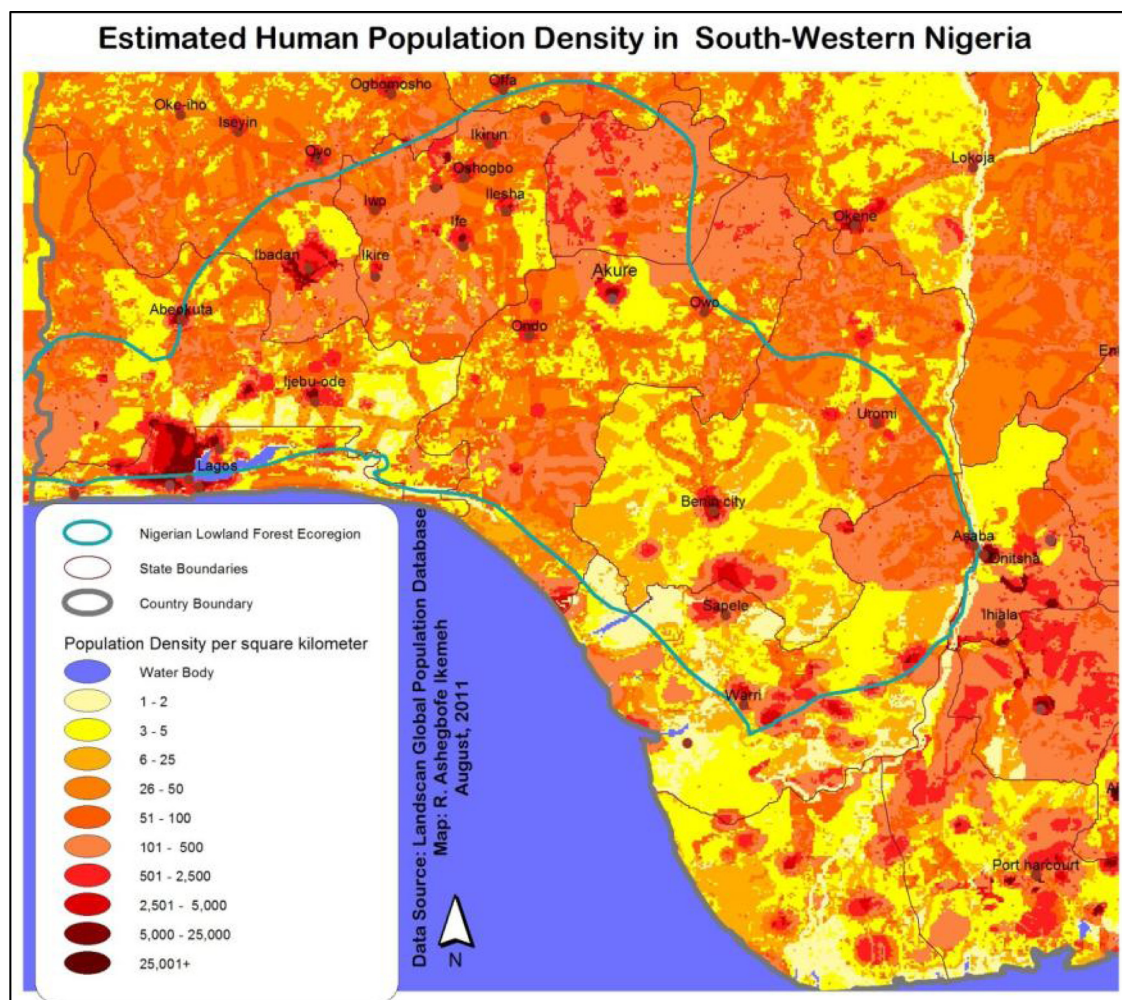 Estimated Human Population Density in South-Western Nigeria
Ogbomosho
Offa
Oke-iho
Iseyin
Ikirun
Oyo
Oshogbo
Lokoja
Ilesha
Iwo
Ife
Okene
Ibadan
Ikire
Akure
Abeokuta
Owo
Ondo
En
Ijebu-ode
Uromi
Lagos
Benin city
Asaba
Onitsha
Sapele
Ihiala
Warri
Port harcourt
Nigerian Lowland Forest Ecoregion
State Boundaries
Country Boundary
Population Density per square kilometer
Water Body
1 - 2
3 - 5
6 - 25
26 - 50
51 - 100
101 - 500
501 - 2,500
2,501 - 5,000
5,000 - 25,000
25,001+
Data Source: Landscan Global Population Database
Map: R. Ashegbofe Ikemeh
August, 2011
N